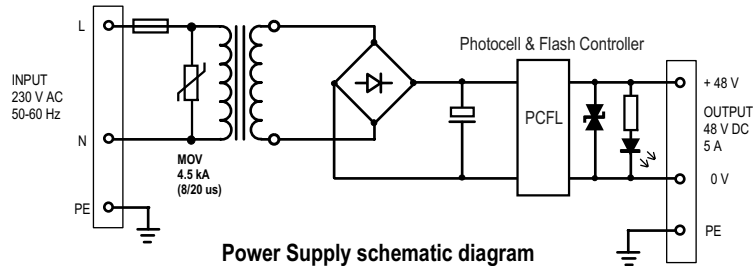 L
INPUT
230 V AC
50-60 Hz
N
MOV
4.5 kA
(8/20 us)
PE
Photocell & Flash Controller
PCFL
+ 48 V
OUTPUT
48 V DC
5 A
0 V
PE
Power Supply schematic diagram